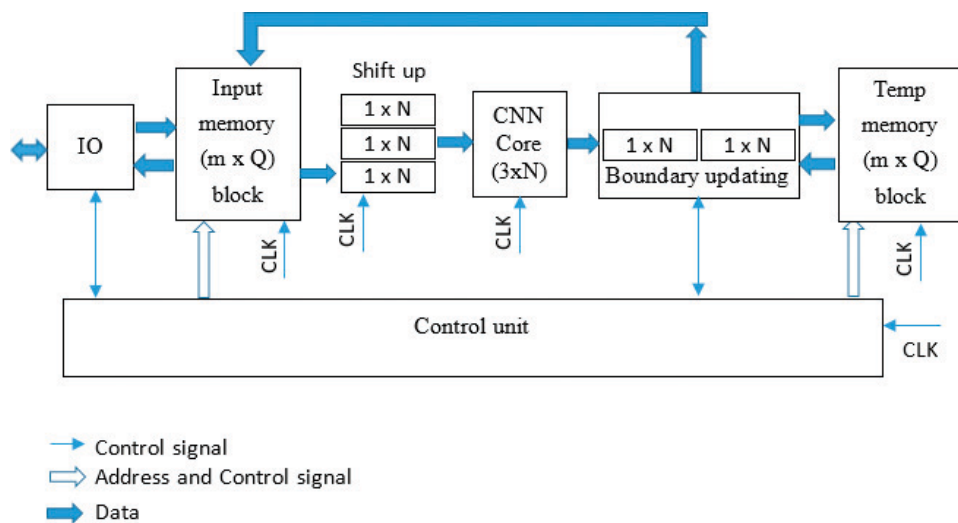 IO
Input
memory
(m x Q)
block
Shift up
1 x N
1 x N
1 x N
CNN
Core
(3xN)
1 x N
1 x N
Boundary updating
Temp
memory
(m x Q)
block
CLK
CLK
CLK
CLK
Control unit
CLK
Control signal
Address and Control signal
Data